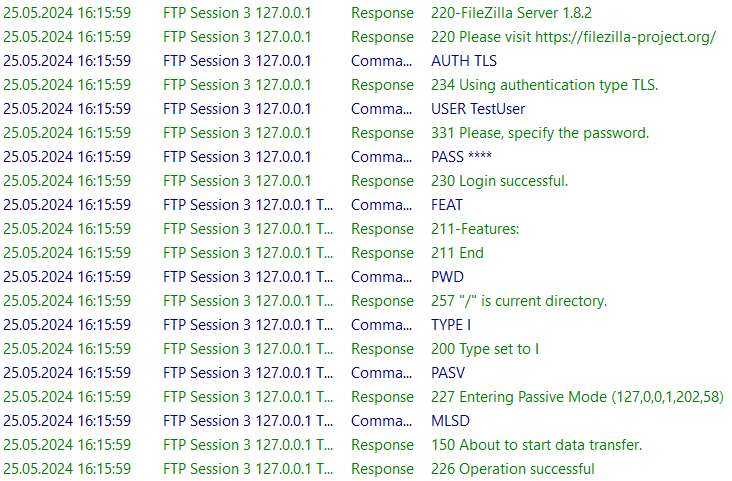 25.05.2024 16:15:59 FTP Session 3 127.0.0.1 Response 220-FileZilla Server 1.8.2
25.05.2024 16:15:59 FTP Session 3 127.0.0.1 Response 220 Please visit https://filezilla-project.org/
25.05.2024 16:15:59 FTP Session 3 127.0.0.1 Comma... AUTH TLS
25.05.2024 16:15:59 FTP Session 3 127.0.0.1 Response 234 Using authentication type TLS.
25.05.2024 16:15:59 FTP Session 3 127.0.0.1 Comma... USER TestUser
25.05.2024 16:15:59 FTP Session 3 127.0.0.1 Response 331 Please, specify the password.
25.05.2024 16:15:59 FTP Session 3 127.0.0.1 Comma... PASS ****
25.05.2024 16:15:59 FTP Session 3 127.0.0.1 Response 230 Login successful.
25.05.2024 16:15:59 FTP Session 3 127.0.0.1 T... Comma... FEAT
25.05.2024 16:15:59 FTP Session 3 127.0.0.1 T... Response 211-Features:
25.05.2024 16:15:59 FTP Session 3 127.0.0.1 T... Response 211 End
25.05.2024 16:15:59 FTP Session 3 127.0.0.1 T... Comma... PWD
25.05.2024 16:15:59 FTP Session 3 127.0.0.1 T... Response 257 "/" is current directory.
25.05.2024 16:15:59 FTP Session 3 127.0.0.1 T... Comma... TYPE I
25.05.2024 16:15:59 FTP Session 3 127.0.0.1 T... Response 200 Type set to I
25.05.2024 16:15:59 FTP Session 3 127.0.0.1 T... Comma... PASV
25.05.2024 16:15:59 FTP Session 3 127.0.0.1 T... Response 227 Entering Passive Mode (127,0,0,1,202,58)
25.05.2024 16:15:59 FTP Session 3 127.0.0.1 T... Comma... MLSD
25.05.2024 16:15:59 FTP Session 3 127.0.0.1 T... Response 150 About to start data transfer.
25.05.2024 16:15:59 FTP Session 3 127.0.0.1 T... Response 226 Operation successful